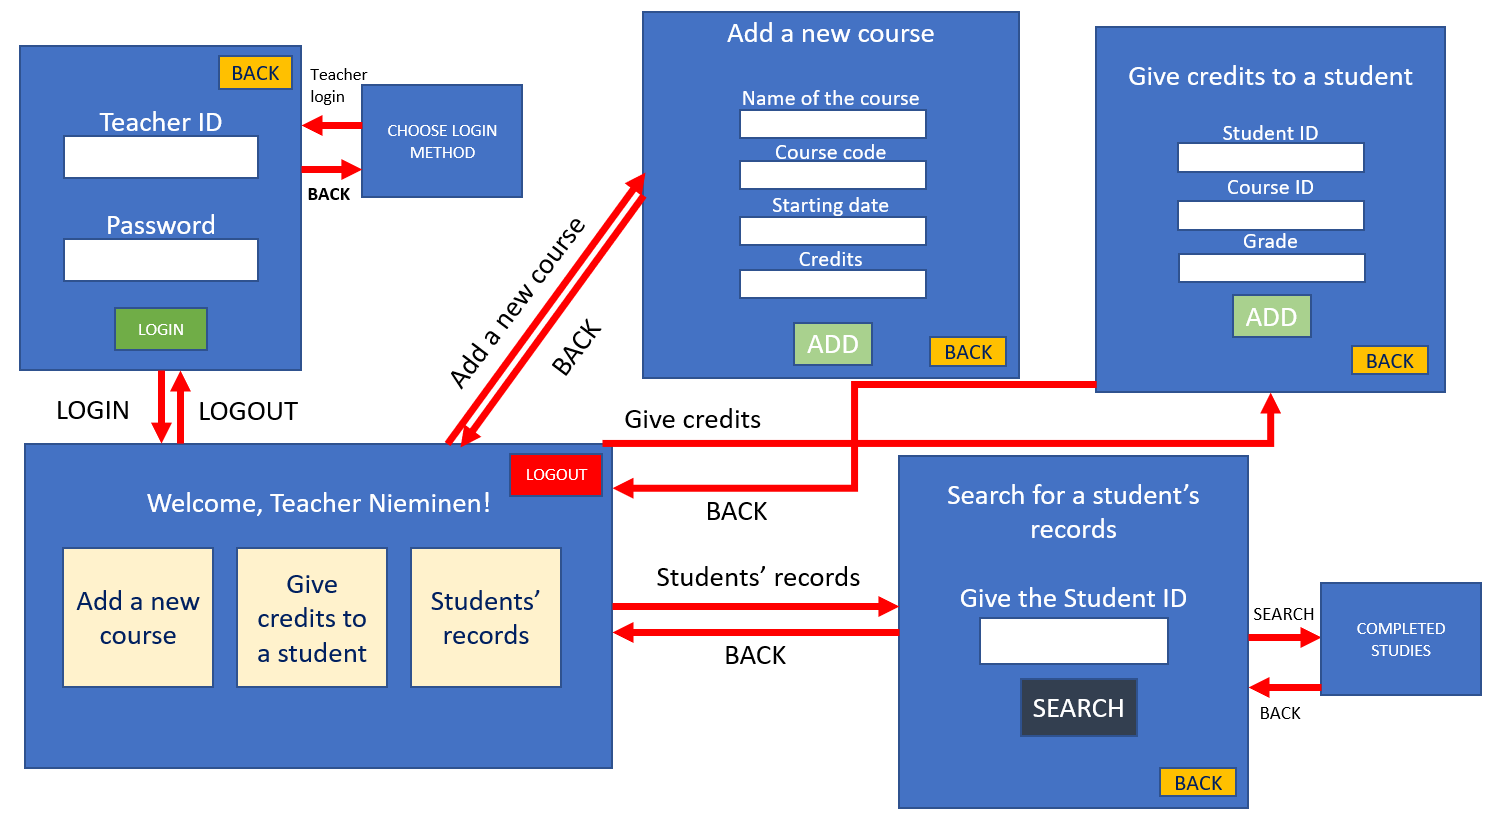 BACK
Teacher ID
Password
LOGIN
Teacher
login
BACK
CHOOSE LOGIN
METHOD
Add a new course
Name of the course
Course code
Starting date
Credits
ADD
BACK
Give credits to a student
Student ID
Course ID
Grade
ADD
BACK
Add a new course
BACK
LOGIN
LOGOUT
Give credits
BACK
LOGOUT
Welcome, Teacher Nieminen!
Add a new
course
Give
credits to
a student
Students’
records
Students’ records
BACK
Search for a student’s
records
Give the Student ID
SEARCH
BACK
SEARCH
BACK
COMPLETED
STUDIES